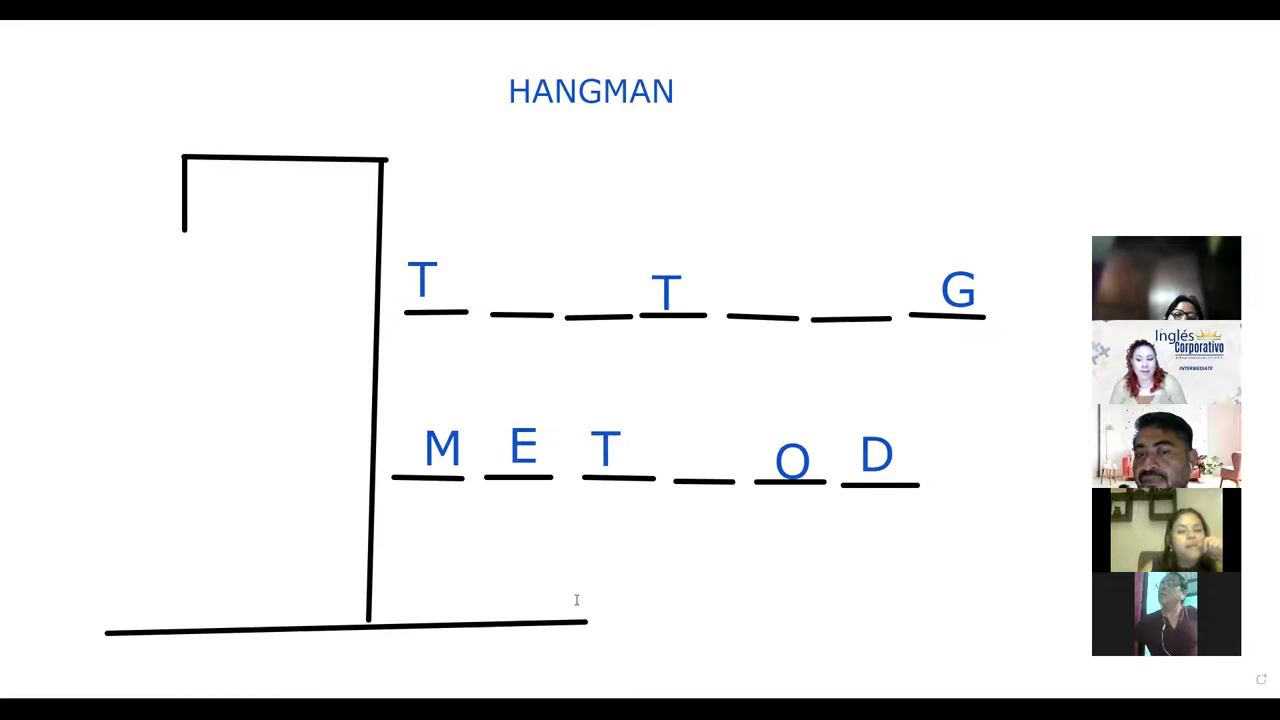 HANGMAN
T _ _ T _ _ G
M E T _ O D
Inglés
Corporativo
INTERMEDIATE